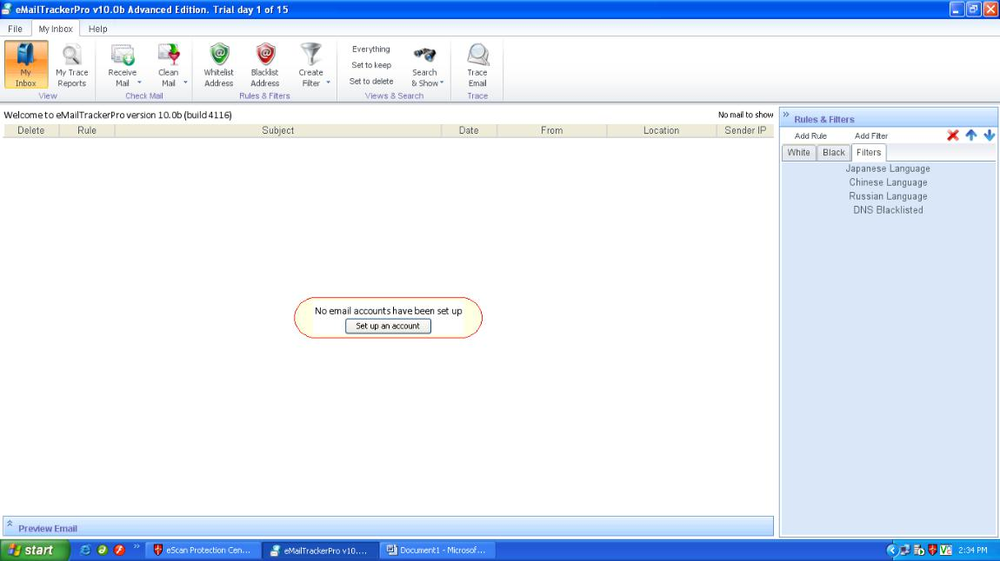 eMailTrackerPro v10.0b Advanced Edition. Trial day 1 of 15
File My Inbox Help
My Inbox
My Trace Reports
View
Receive Mail
Clean Mail
Check Mail
Whitelist Address
Blacklist Address
Create Filter
Rules & Filters
Everything
Set to keep
Set to delete
Search & Show
Views & Search
Trace Email
Trace
Welcome to eMailTrackerPro version 10.0b (build 4116)
No mail to show
Delete Rule Subject Date From Location Sender IP
No email accounts have been set up
Set up an account
Preview Email
Rules & Filters
Add Rule Add Filter
White Black Filters
Japanese Language
Chinese Language
Russian Language
DNS Blacklisted
start
eScan Protection Cen...
eMailTrackerPro v10....
Document1 - Microsof...
2:34 PM